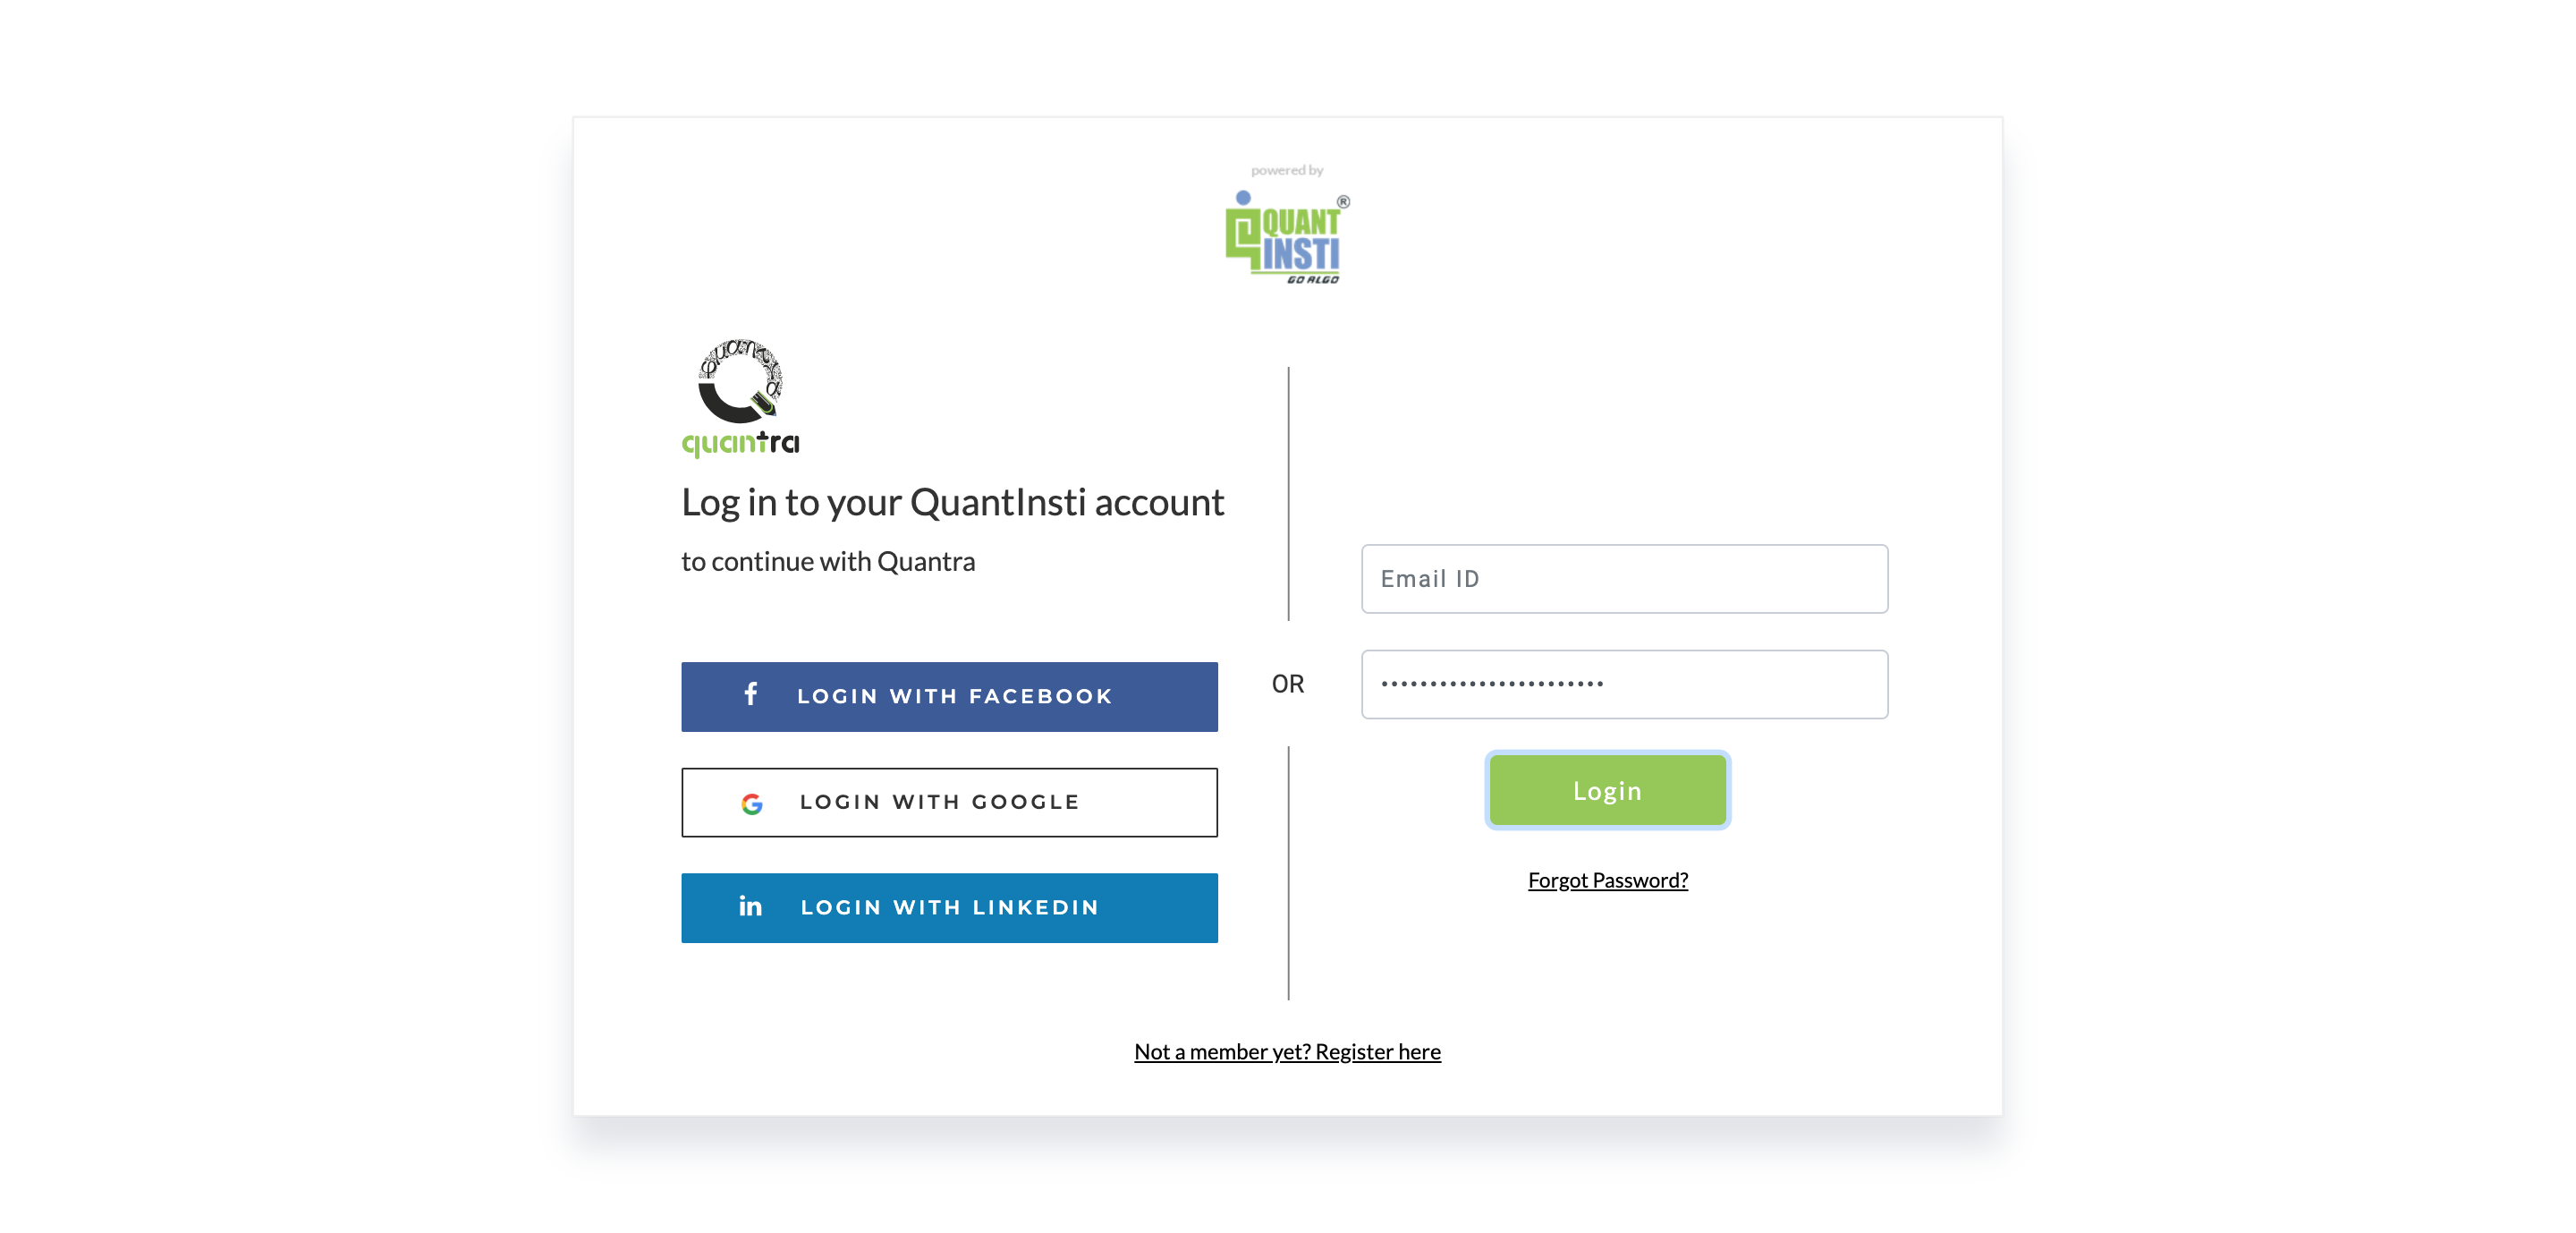 powered by
QUANT®
INSTI
GO ALGO
quantra
quantra
Log in to your QuantInsti account
to continue with Quantra
LOGIN WITH FACEBOOK
LOGIN WITH GOOGLE
LOGIN WITH LINKEDIN
OR
Email ID
•••••••••••••••••••••••
Login
Forgot Password?
Not a member yet? Register here